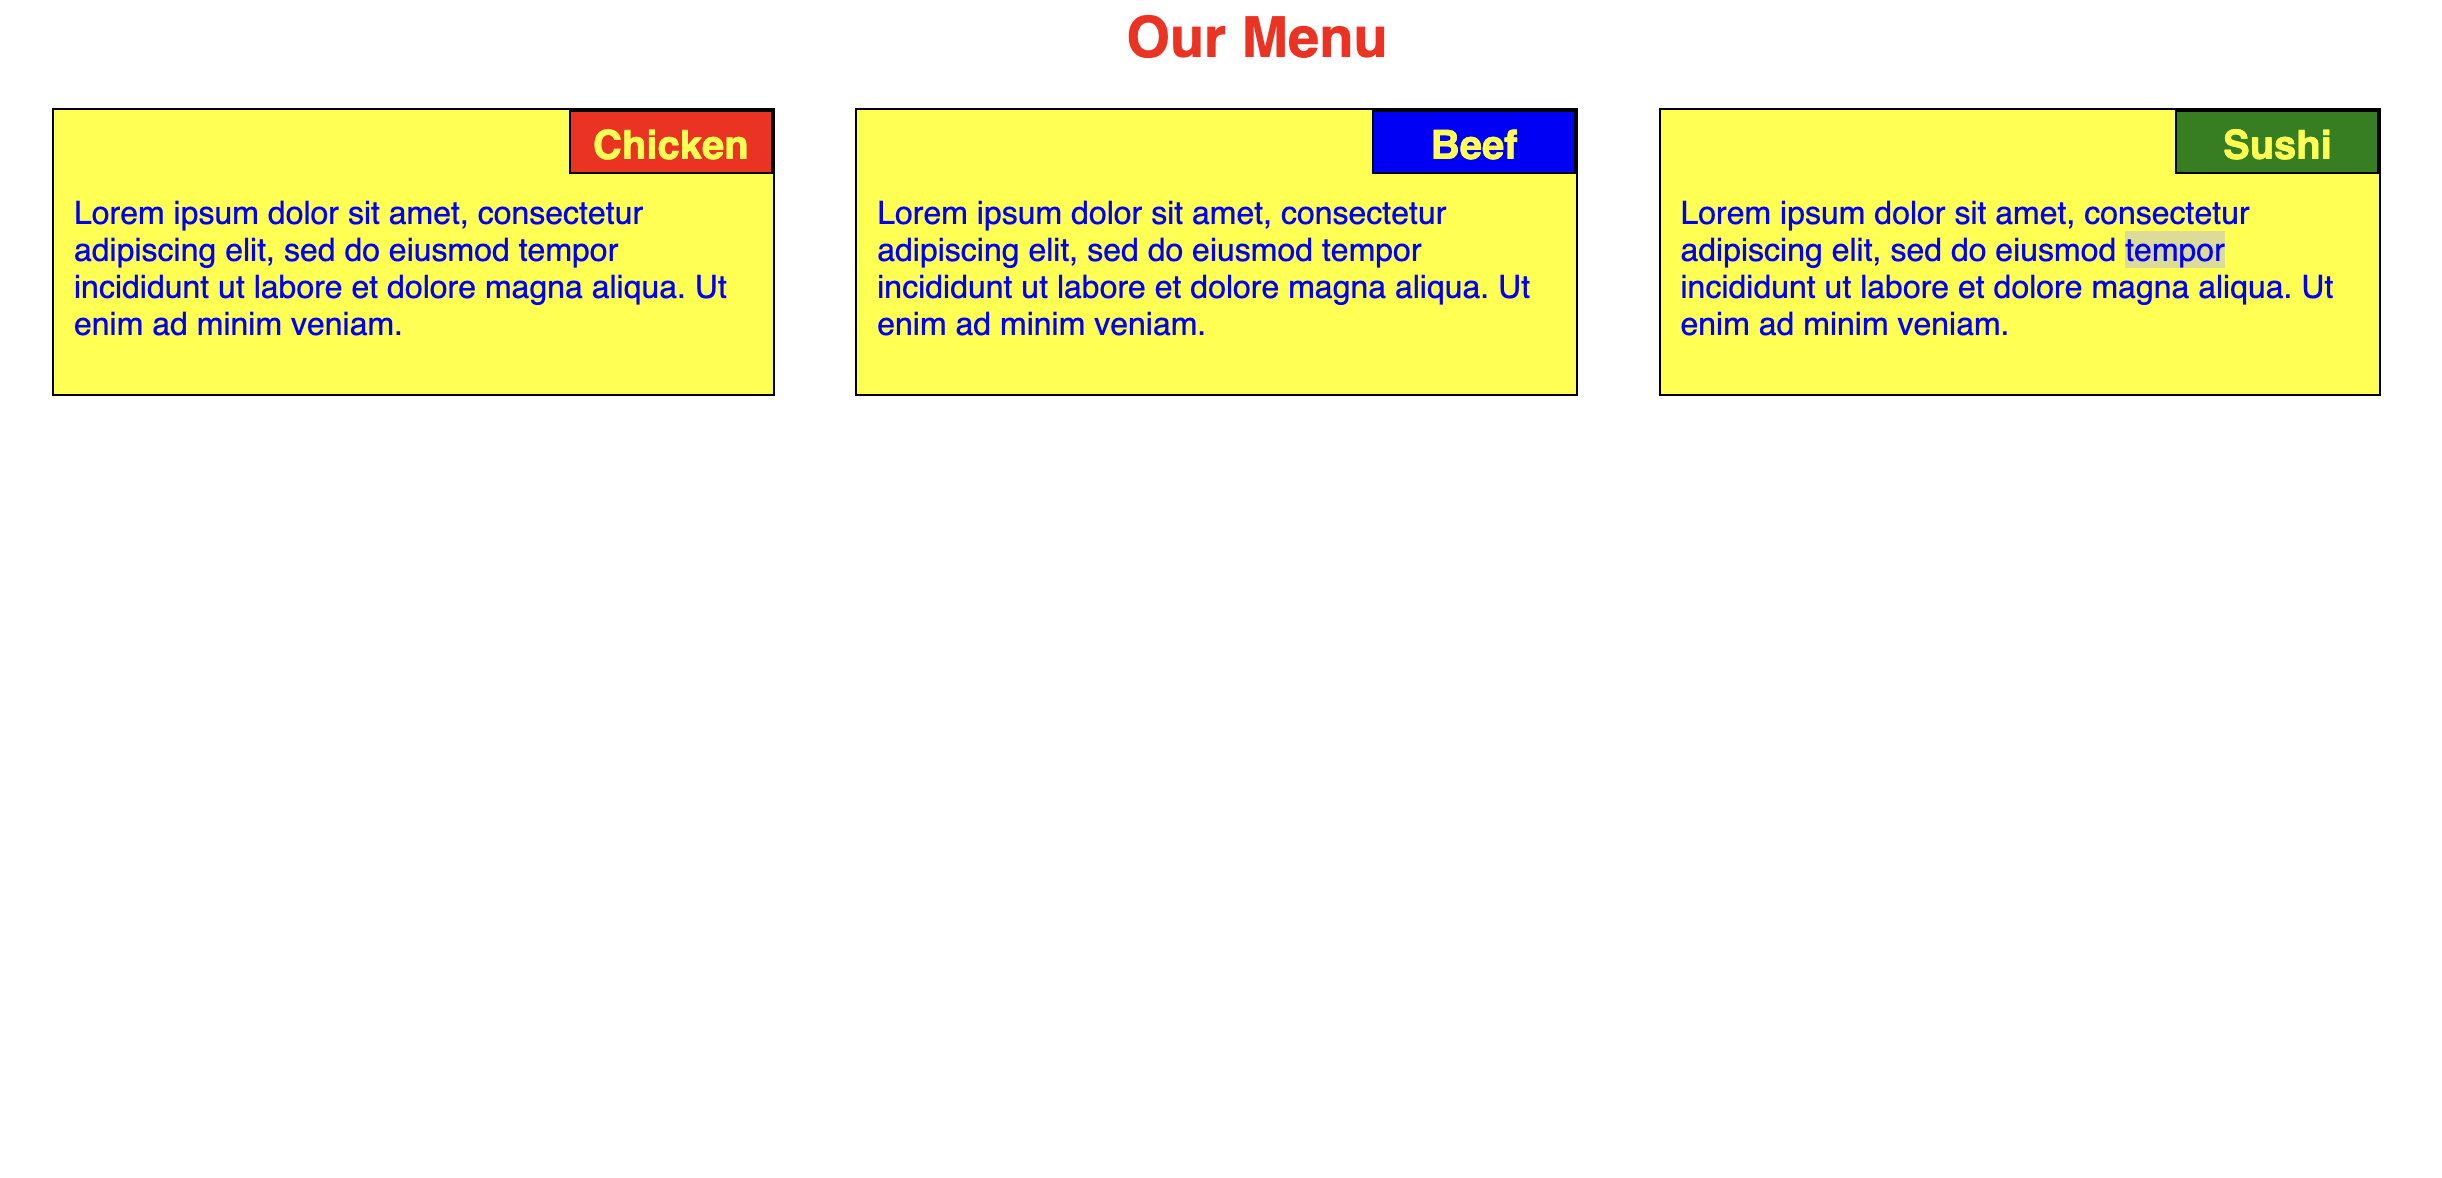 Our Menu
Chicken
Lorem ipsum dolor sit amet, consectetur
adipiscing elit, sed do eiusmod tempor
incididunt ut labore et dolore magna aliqua. Ut
enim ad minim veniam.
Beef
Lorem ipsum dolor sit amet, consectetur
adipiscing elit, sed do eiusmod tempor
incididunt ut labore et dolore magna aliqua. Ut
enim ad minim veniam.
Sushi
Lorem ipsum dolor sit amet, consectetur
adipiscing elit, sed do eiusmod tempor
incididunt ut labore et dolore magna aliqua. Ut
enim ad minim veniam.